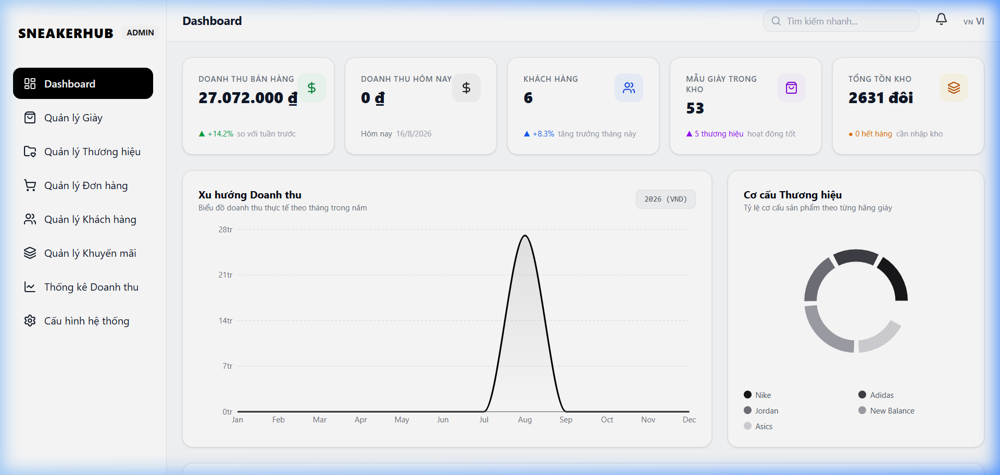 SNEAKERHUB ADMIN
Dashboard
Quản lý Giày
Quản lý Thương hiệu
Quản lý Đơn hàng
Quản lý Khách hàng
Quản lý Khuyến mãi
Thống kê Doanh thu
Cấu hình hệ thống
Dashboard
Tìm kiếm nhanh...
VN VI
DOANH THU BÁN HÀNG
27.072.000 ₫
▲ +14.2% so với tuần trước
DOANH THU HÔM NAY
0 ₫
Hôm nay 16/8/2026
KHÁCH HÀNG
6
▲ +8.3% tăng trưởng tháng này
MẪU GIÀY TRONG
KHO
53
▲ 5 thương hiệu hoạt động tốt
TỔNG TỒN KHO
2631 đôi
● 0 hết hàng cần nhập kho
Xu hướng Doanh thu
Biểu đồ doanh thu thực tế theo tháng trong năm
2026 (VND)
28tr
21tr
14tr
7tr
0tr
Jan Feb Mar Apr May Jun Jul Aug Sep Oct Nov Dec
Cơ cấu Thương hiệu
Tỷ lệ cơ cấu sản phẩm theo từng hãng giày
Nike Adidas
Jordan New Balance
Asics